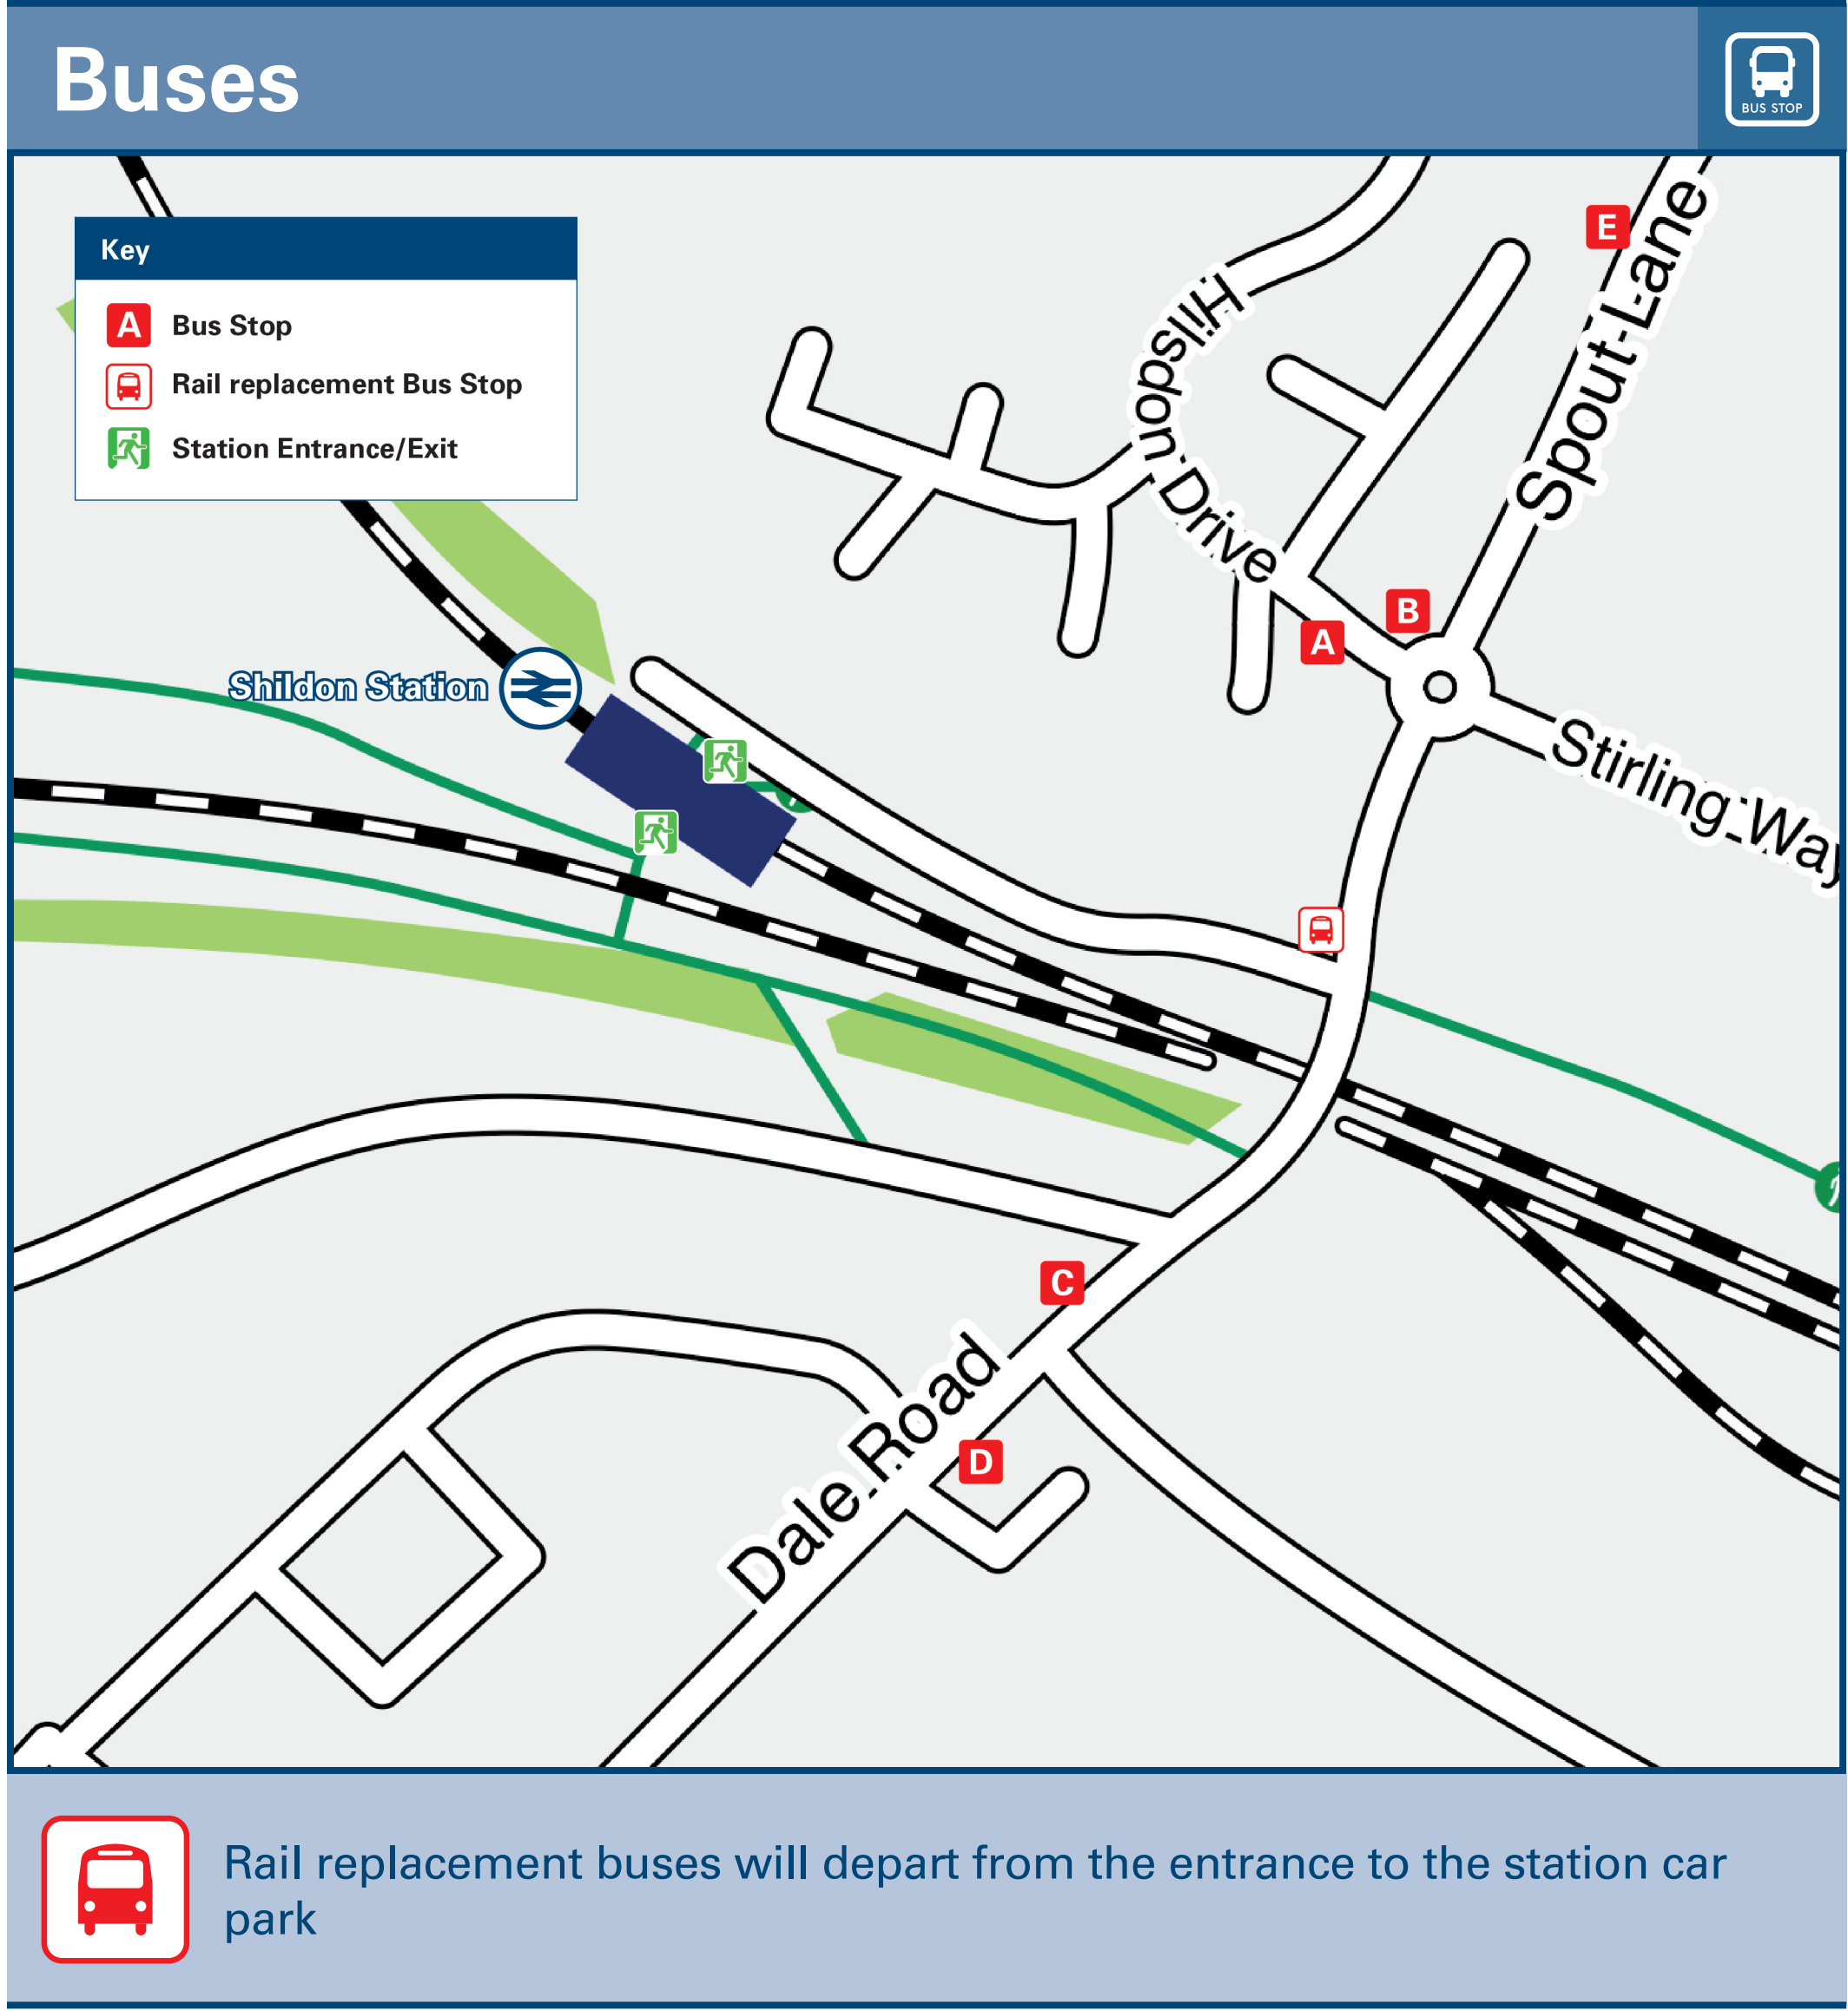 Buses
BUS STOP
Key
A Bus Stop
Rail replacement Bus Stop
Station Entrance/Exit
E
Spout Lane
Hillsdoun Drive
B
A
Shildon Station
Stirling Way
C
Dale Road
D
Rail replacement buses will depart from the entrance to the station car
park